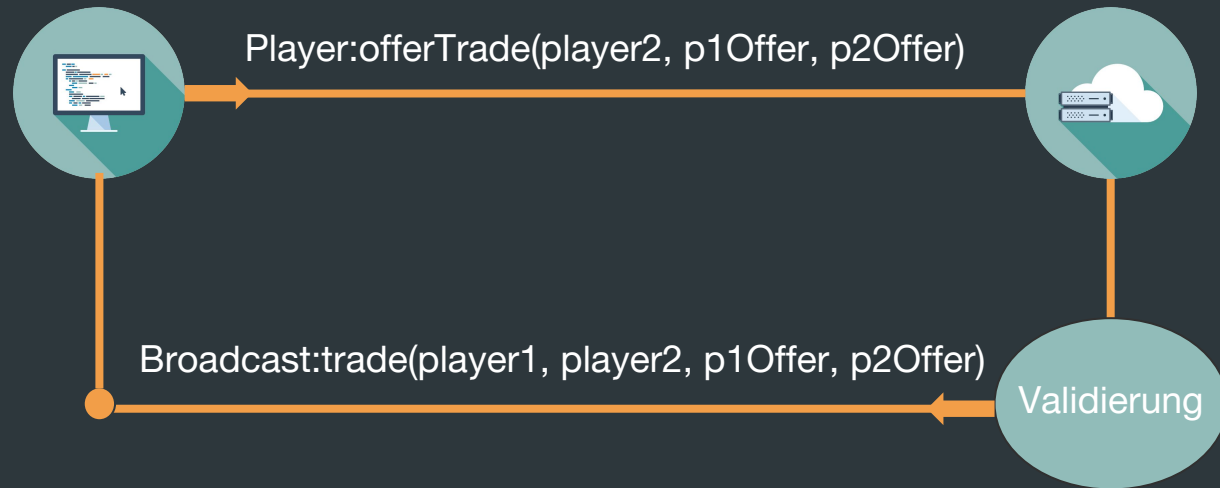 Player:offerTrade(player2, p1Offer, p2Offer)
Broadcast:trade(player1, player2, p1Offer, p2Offer)
Validierung